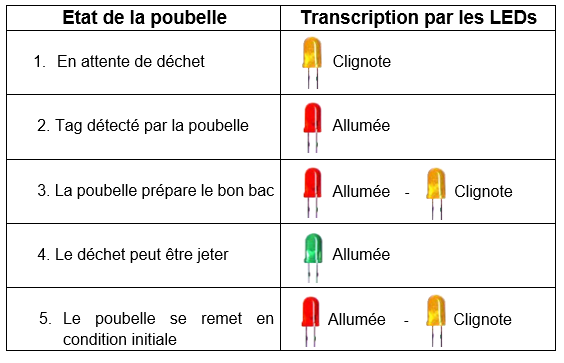 Etat de la poubelle
Transcription par les LEDs
1. En attente de déchet
Clignote
2. Tag détecté par la poubelle
Allumée
3. La poubelle prépare le bon bac
Allumée - Clignote
4. Le déchet peut être jeter
Allumée
5. Le poubelle se remet en
condition initiale
Allumée - Clignote